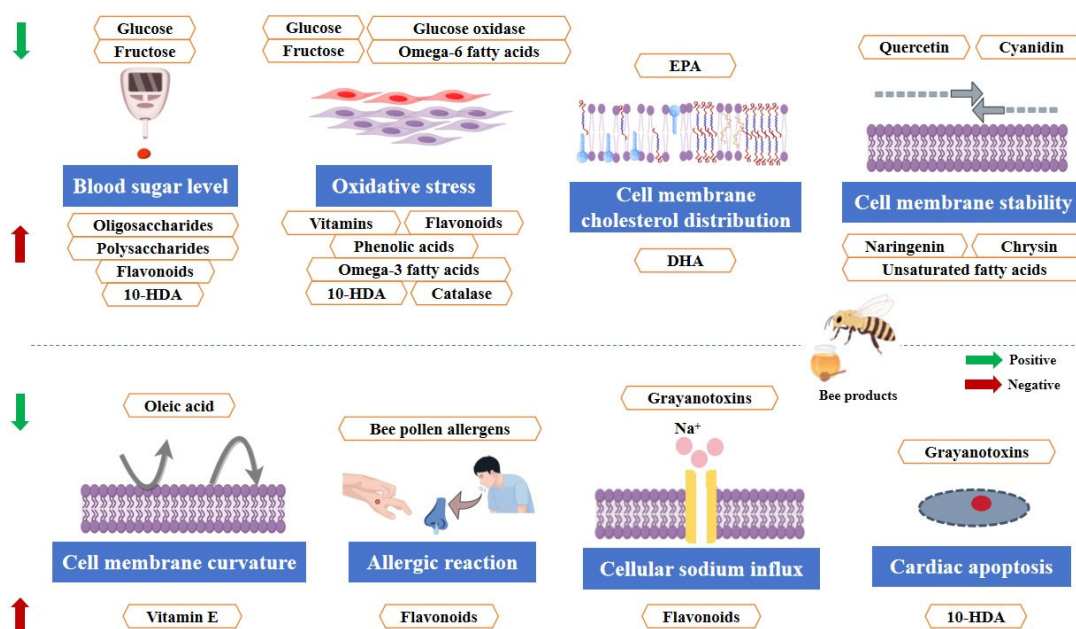 Glucose
Fructose
Blood sugar level
Oligosaccharides
Polysaccharides
Flavonoids
10-HDA
Glucose
Glucose oxidase
Fructose
Omega-6 fatty acids
Oxidative stress
Vitamins
Flavonoids
Phenolic acids
Omega-3 fatty acids
10-HDA
Catalase
EPA
Cell membrane
cholesterol distribution
DHA
Quercetin
Cyanidin
Cell membrane stability
Naringenin
Chrysin
Unsaturated fatty acids
Bee products
Positive
Negative
Oleic acid
Cell membrane curvature
Vitamin E
Bee pollen allergens
Allergic reaction
Flavonoids
Grayanotoxins
Na⁺
Cellular sodium influx
Flavonoids
Grayanotoxins
Cardiac apoptosis
10-HDA